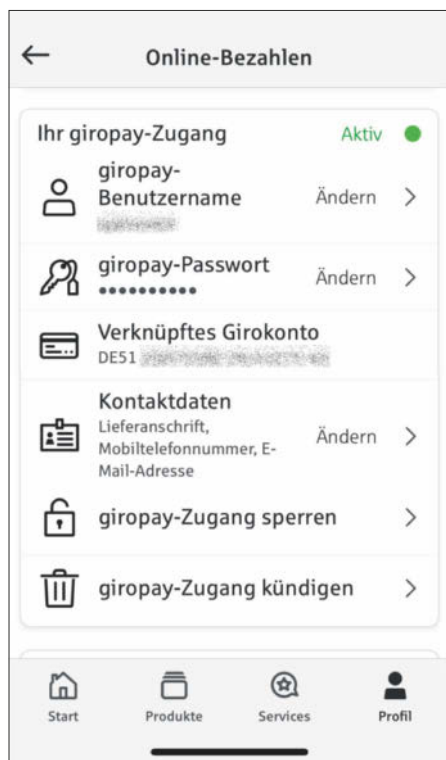 Online-Bezahlen
Ihr giropay-Zugang
Aktiv
giropay-
Benutzername
Ändern
giropay-Passwort
••••••••••
Ändern
Verknüpftes Girokonto
DE51
Kontaktdaten
Lieferanschrift,
Mobiltelefonnummer, E-
Mail-Adresse
Ändern
giropay-Zugang sperren
giropay-Zugang kündigen
Start
Produkte
Services
Profil